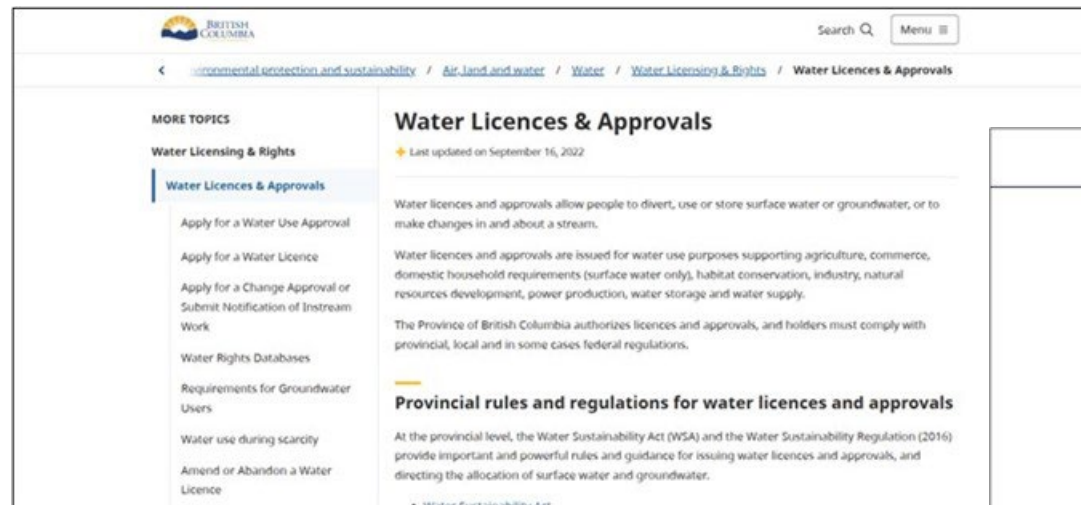 BRITISH
COLUMBIA
Search
Menu
ronmental protection and sustainability / Air, land and water / Water / Water Licensing & Rights / Water Licences & Approvals
MORE TOPICS
Water Licensing & Rights
Water Licences & Approvals
Apply for a Water Use Approval
Apply for a Water Licence
Apply for a Change Approval or
Submit Notification of Instream
Work
Water Rights Databases
Requirements for Groundwater
Users
Water use during scarcity
Amend or Abandon a Water
Licence
Water Licences & Approvals
Last updated on September 16, 2022
Water licences and approvals allow people to divert, use or store surface water or groundwater, or to
make changes in and about a stream.
Water licences and approvals are issued for water use purposes supporting agriculture, commerce,
domestic household requirements (surface water only), habitat conservation, industry, natural
resources development, power production, water storage and water supply.
The Province of British Columbia authorizes licences and approvals, and holders must comply with
provincial, local and in some cases federal regulations.
Provincial rules and regulations for water licences and approvals
At the provincial level, the Water Sustainability Act (WSA) and the Water Sustainability Regulation (2016)
provide important and powerful rules and guidance for issuing water licences and approvals, and
directing the allocation of surface water and groundwater.
• Water Sustainability Act